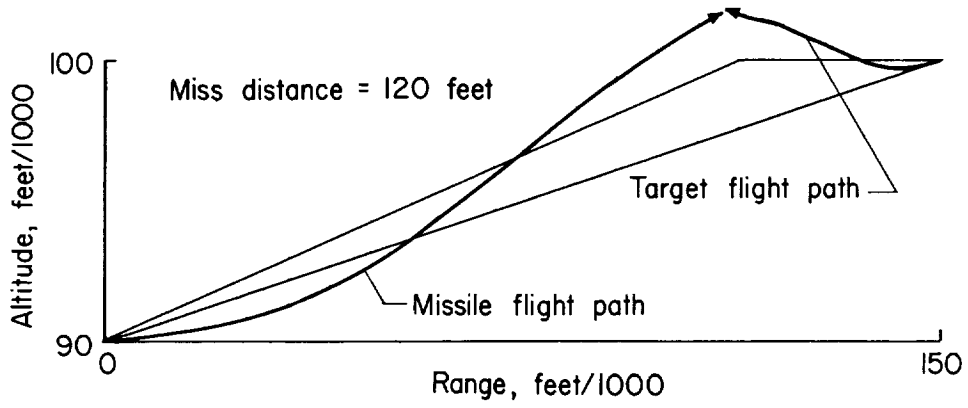 100
Miss distance = 120 feet
Target flight path
Altitude, feet/1000
Missile flight path
90
0
150
Range, feet/1000